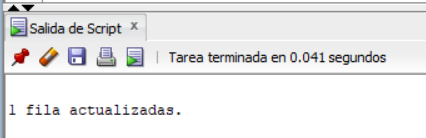 Salida de Script x
Tarea terminada en 0.041 segundos
1 fila actualizadas.